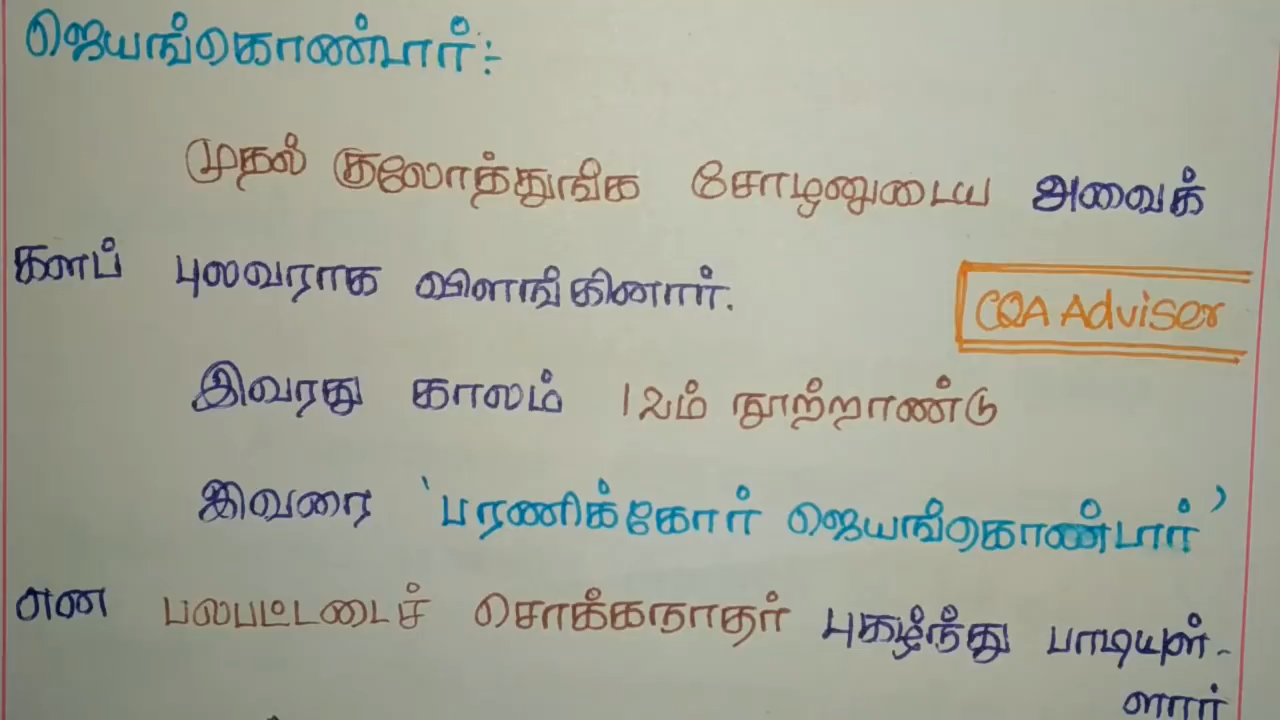 ஜெயங்கொண்டார்:-
முதல் குலோத்துங்க சோழனுடைய அவைக்
களப் புலவராக விளங்கினார்.
CQA Adviser
இவரது காலம் 12ம் நூற்றாண்டு
இவரை 'பரணிக்கோர் ஜெயங்கொண்டார்'
என பலபட்டடைச் சொக்கநாதர் புகழ்ந்து பாடியுள்-
ளார்